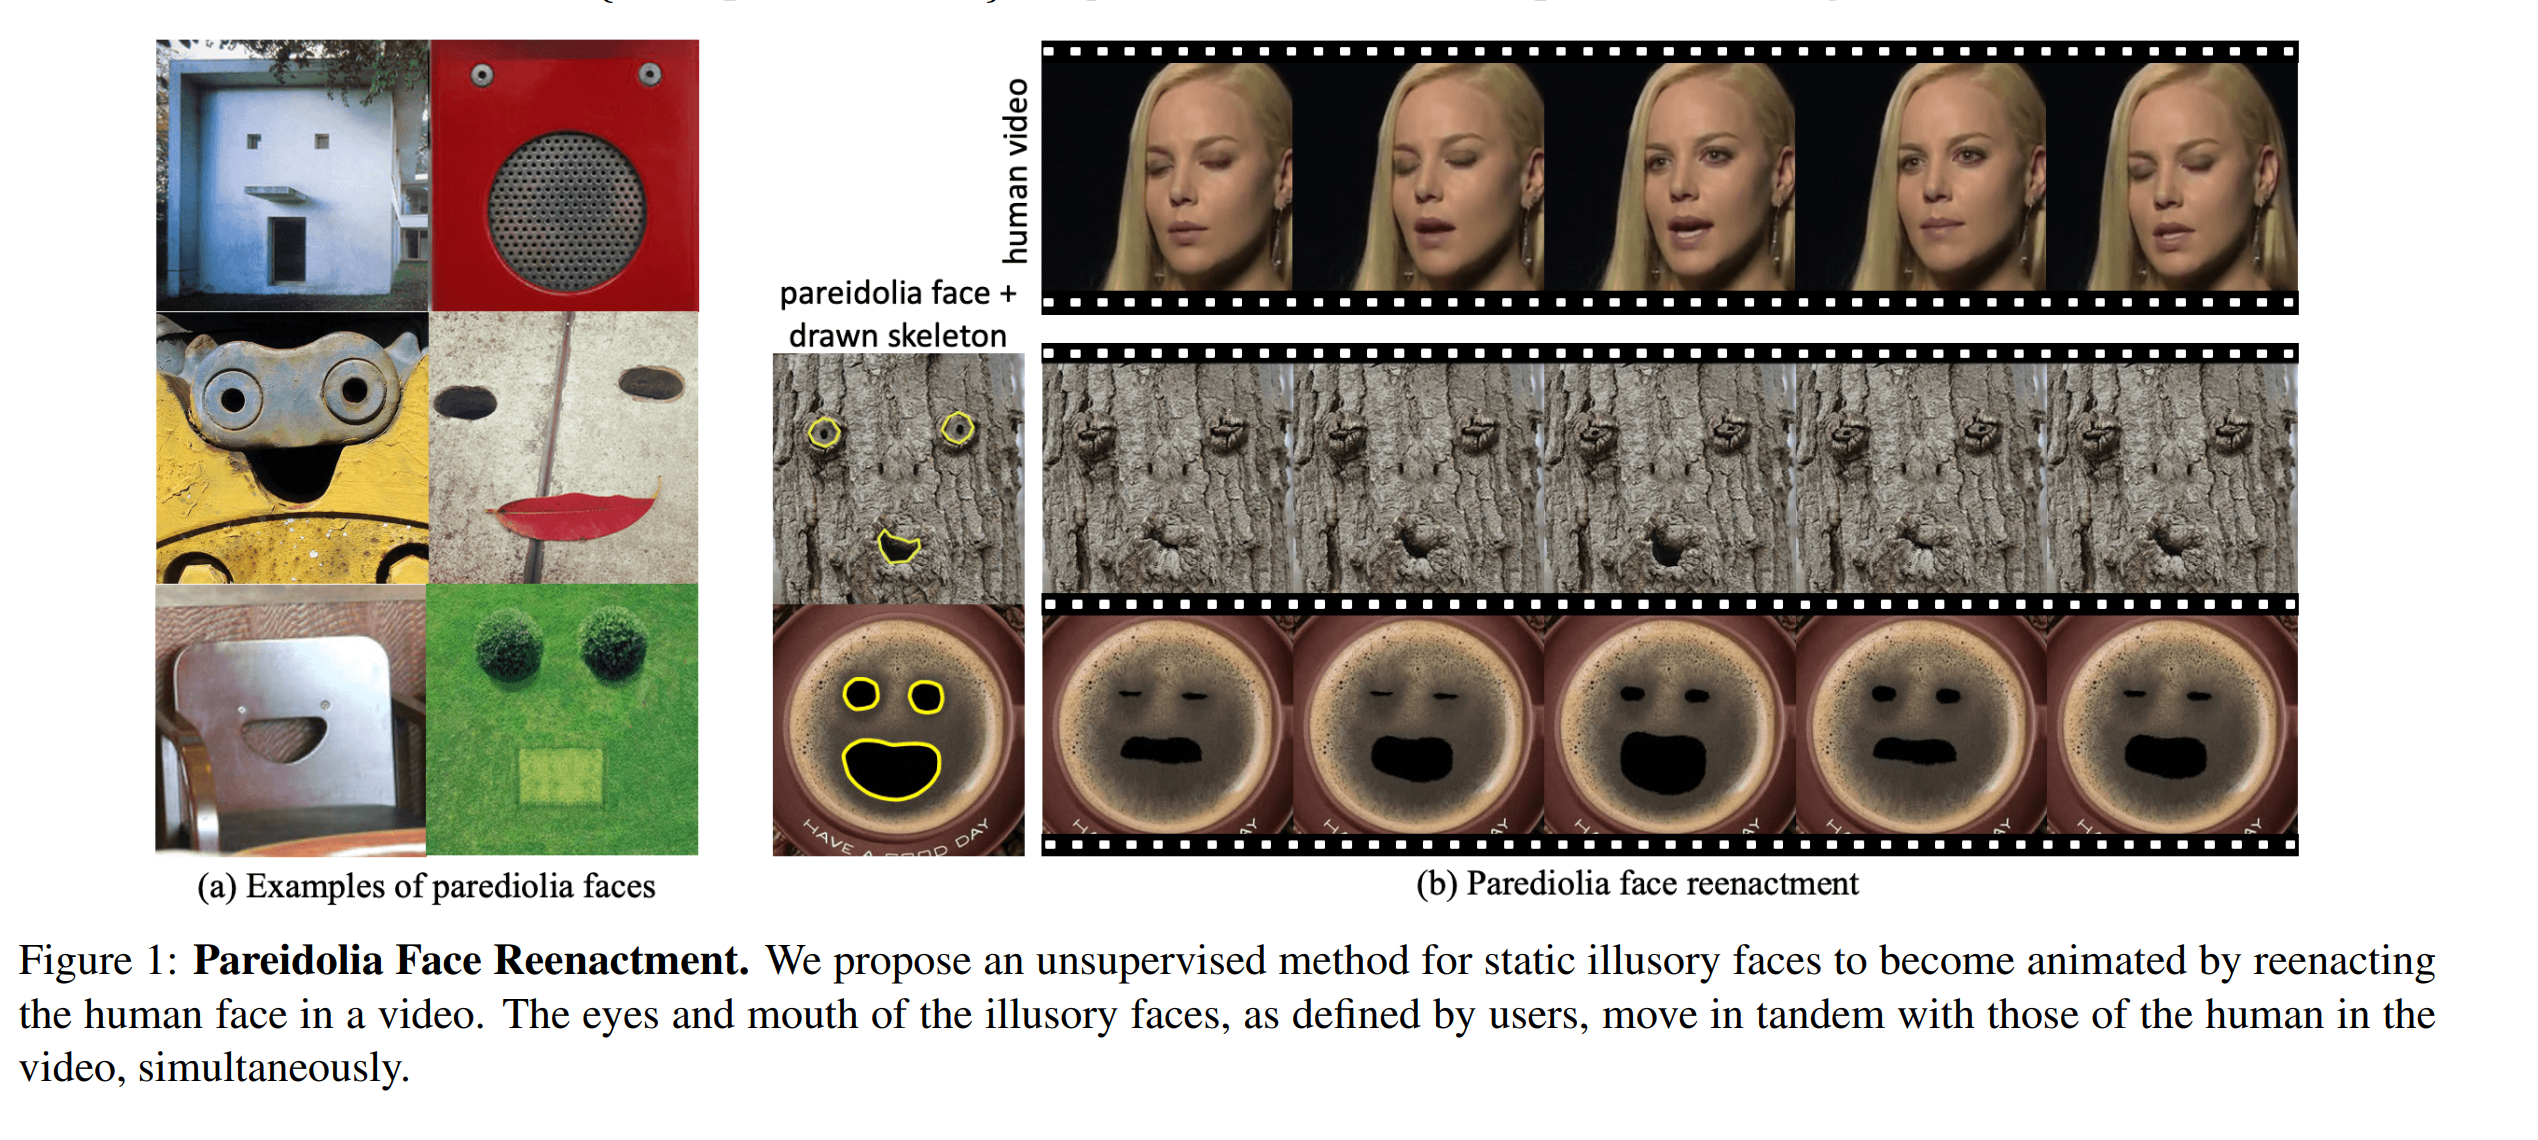 human video
pareidolia face +
drawn skeleton
HAVE A GOOD DAY
(a) Examples of parediolia faces
(b) Parediolia face reenactment
Figure 1: Pareidolia Face Reenactment. We propose an unsupervised method for static illusory faces to become animated by reenacting
the human face in a video. The eyes and mouth of the illusory faces, as defined by users, move in tandem with those of the human in the
video, simultaneously.